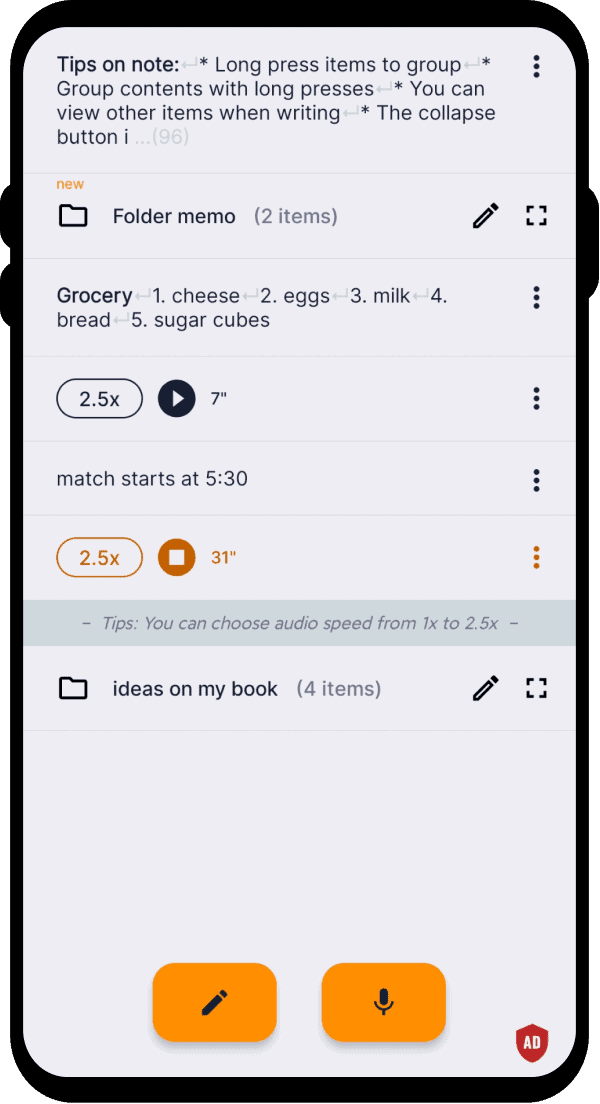 Tips on note:↵* Long press items to group↵*
Group contents with long presses↵* You can
view other items when writing↵* The collapse
button i ...(96)
new
Folder memo (2 items)
Grocery↵1. cheese↵2. eggs↵3. milk↵4.
bread↵5. sugar cubes
2.5x 7"
match starts at 5:30
2.5x 31"
– Tips: You can choose audio speed from 1x to 2.5x –
ideas on my book (4 items)
AD